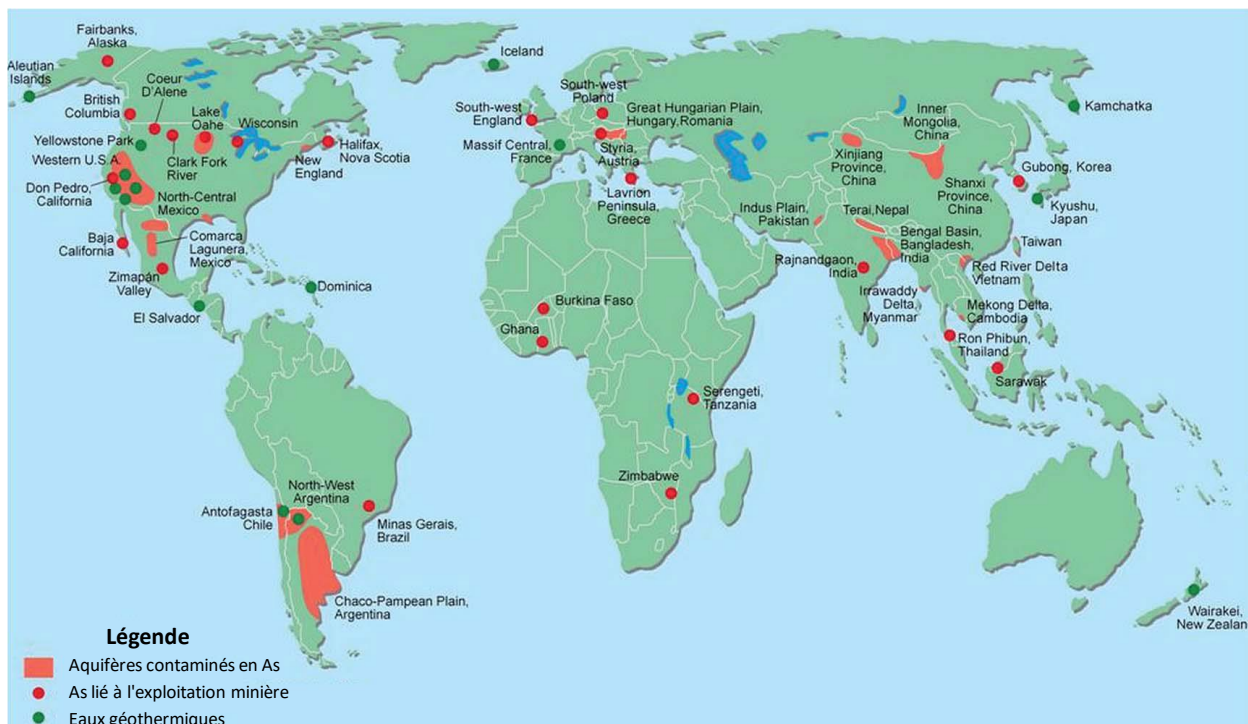 Fairbanks,
Alaska
Aleutian
Islands
Coeur
D'Alene
British
Columbia
Lake
Oahe
Wisconsin
Yellowstone Park
Western U.S.A.
Clark Fork
River
New
England
Halifax,
Nova Scotia
Don Pedro,
California
North-Central
Mexico
Baja
California
Comarca
Lagunera,
Mexico
Zimapán
Valley
El Salvador
Dominica
Iceland
South-west
England
South-west
Poland
Great Hungarian Plain,
Hungary,Romania
Massif Central,
France
Styria,
Austria
Lavrion
Peninsula,
Greece
Inner
Mongolia,
China
Kamchatka
Xinjiang
Province,
China
Shanxi
Province,
China
Gubong, Korea
Kyushu,
Japan
Indus Plain,
Pakistan
Terai,Nepal
Bengal Basin,
Bangladesh,
India
Taiwan
Rajnandgaon,
India
Red River Delta
Vietnam
Irrawaddy
Delta,
Myanmar
Mekong Delta,
Cambodia
Ron Phibun,
Thailand
Sarawak
Burkina Faso
Ghana
Serengeti,
Tanzania
Zimbabwe
North-West
Argentina
Antofagasta
Chile
Minas Gerais,
Brazil
Chaco-Pampean Plain,
Argentina
Wairakei,
New Zealan
Légende
Aquifères contaminés en As
As lié à l'exploitation minière
Eaux géothermiques